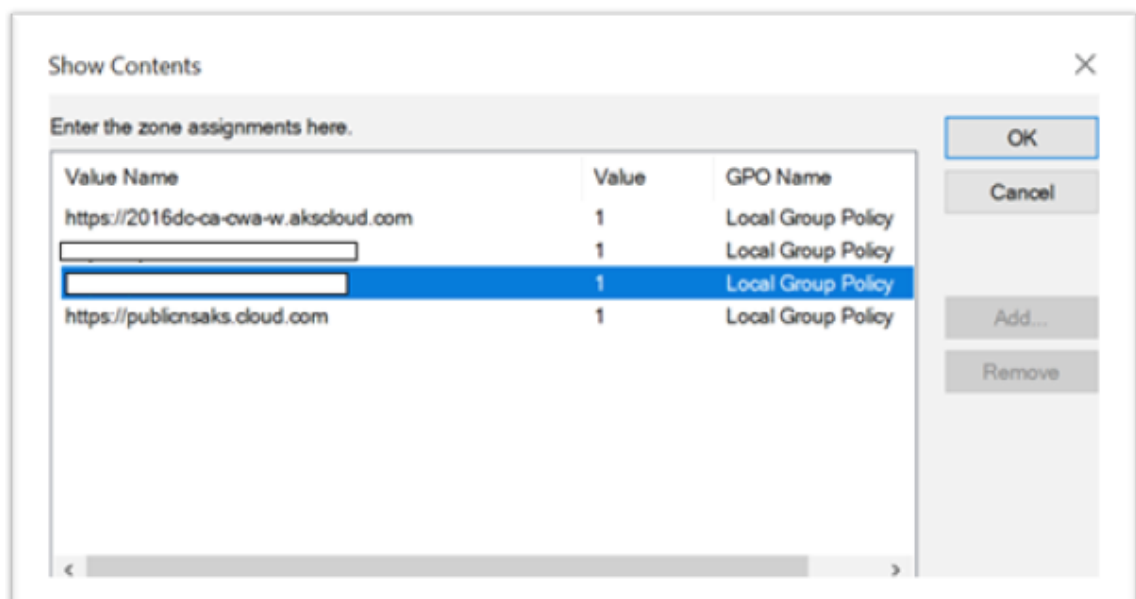 Show Contents
Enter the zone assignments here.
OK
Value Name Value GPO Name
Cancel
https://2016dc-ca-cwa-w.akscloud.com 1 Local Group Policy
1 Local Group Policy
1 Local Group Policy
https://publicnsaks.cloud.com 1 Local Group Policy
Add...
Remove